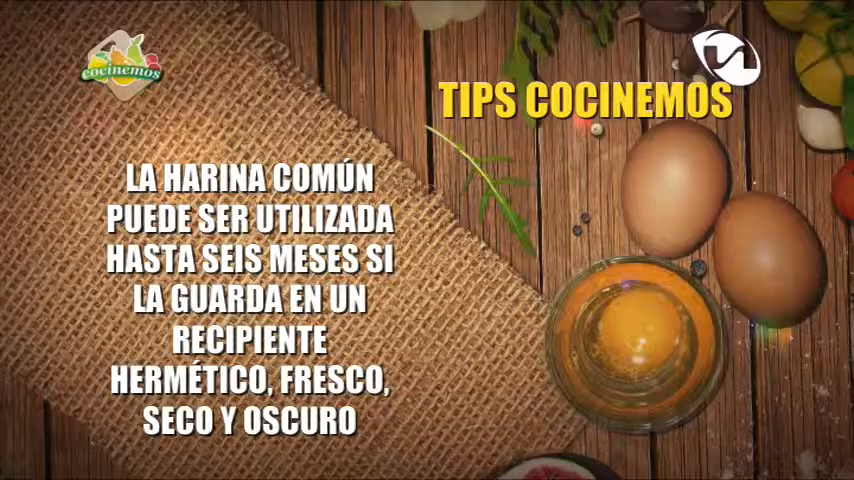 cocinemos
TIPS COCINEMOS
LA HARINA COMÚN
PUEDE SER UTILIZADA
HASTA SEIS MESES SI
LA GUARDA EN UN
RECIPIENTE
HERMÉTICO, FRESCO,
SECO Y OSCURO